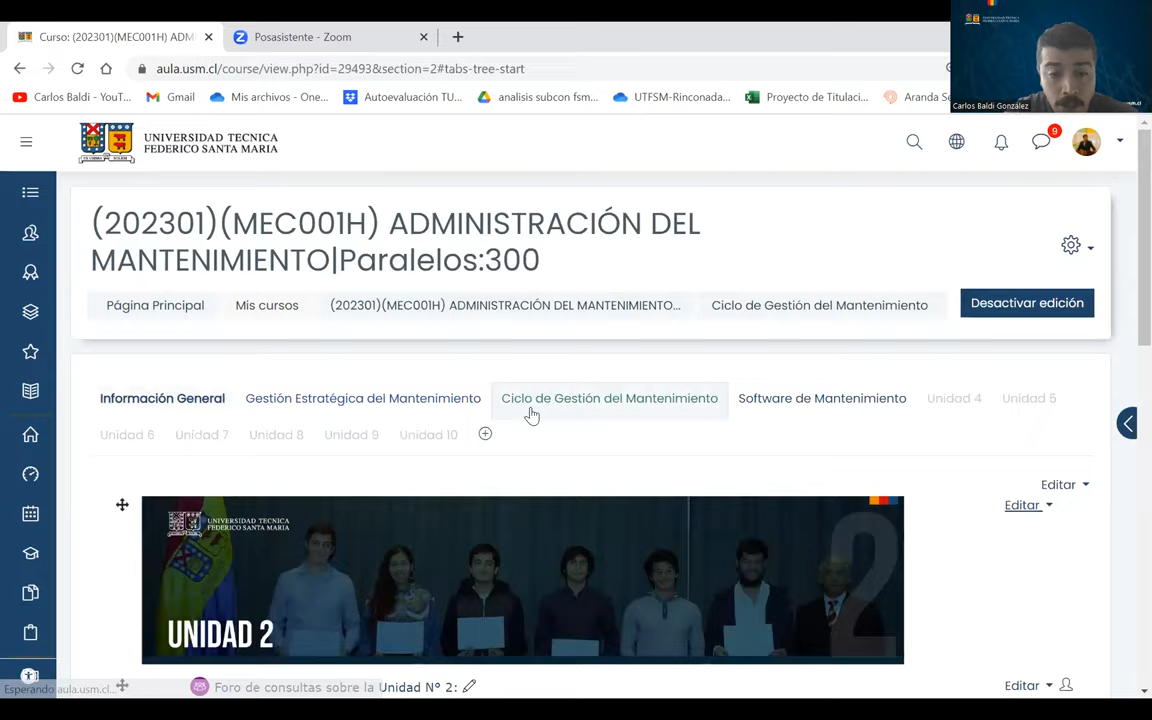 Curso: (202301)(MEC001H) ADM
Posasistente - Zoom
aula.usm.cl/course/view.php?id=29493&section=2#tabs-tree-start
Carlos Baldi - YouT...
Gmail
Mis archivos - One...
Autoevaluación TU...
analisis subcon fsm...
UTFSM-Rinconada...
Proyecto de Titulaci...
Aranda Se
Carlos Baldi González
UNIVERSIDAD TECNICA
FEDERICO SANTA MARIA
9
(202301)(MEC001H) ADMINISTRACIÓN DEL
MANTENIMIENTO|Paralelos:300
Página Principal
Mis cursos
(202301)(MEC001H) ADMINISTRACIÓN DEL MANTENIMIENTO...
Ciclo de Gestión del Mantenimiento
Desactivar edición
Información General
Gestión Estratégica del Mantenimiento
Ciclo de Gestión del Mantenimiento
Software de Mantenimiento
Unidad 4
Unidad 5
Unidad 6
Unidad 7
Unidad 8
Unidad 9
Unidad 10
Editar
Editar
UNIVERSIDAD TECNICA
FEDERICO SANTA MARIA
2
UNIDAD 2
Foro de consultas sobre la Unidad Nº 2:
Editar
Esperando aula.usm.cl...